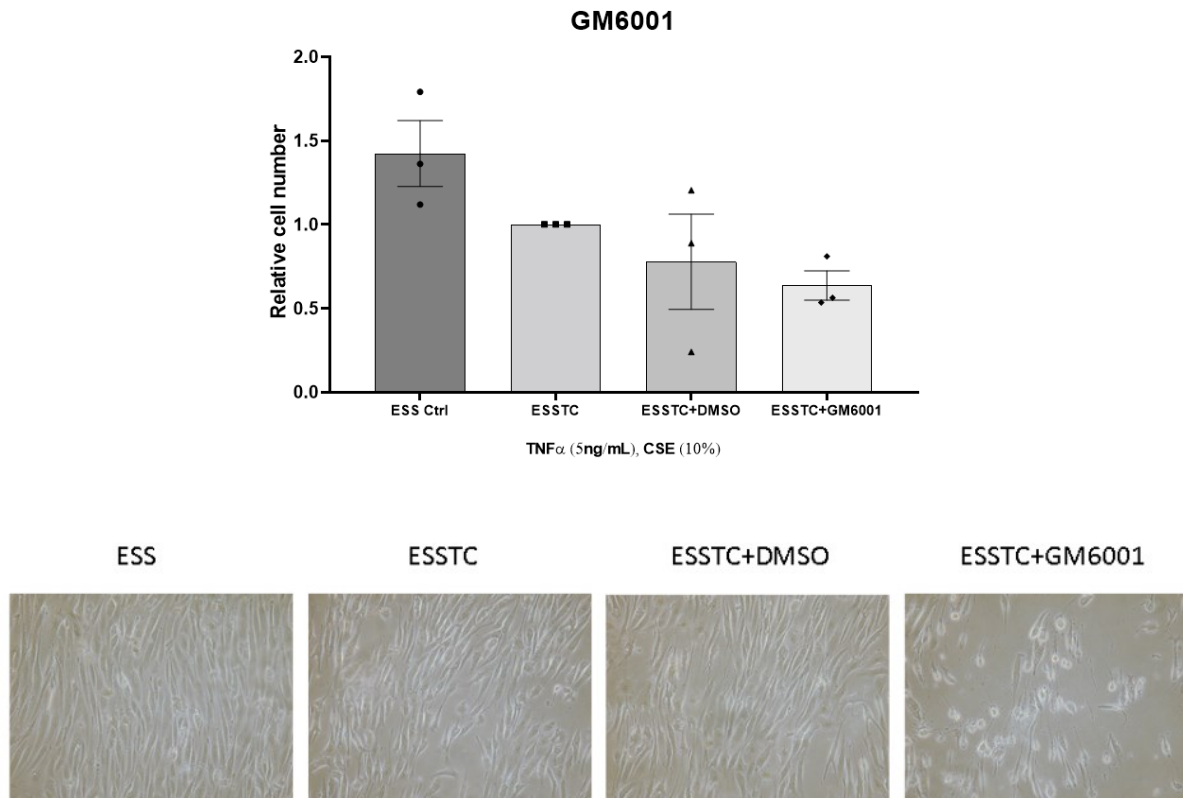 GM6001
Relative cell number
2.0
1.5
1.0
0.5
0.0
ESS Ctrl ESSTC ESSTC+DMSO ESSTC+GM6001
TNFα (5ng/mL), CSE (10%)
ESS ESSTC ESSTC+DMSO ESSTC+GM6001